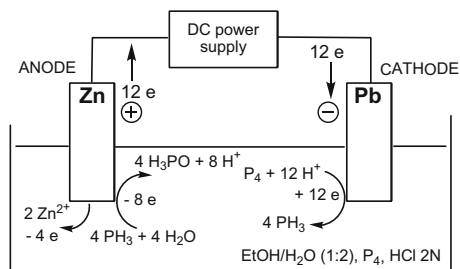 DC power
supply
ANODE
12 e
12 e
CATHODE
Zn
+
−
Pb
4 H₃PO + 8 H⁺
- 8 e
4 PH₃ + 4 H₂O
2 Zn²⁺
- 4 e
P₄ + 12 H⁺
+ 12 e
4 PH₃
EtOH/H₂O (1:2), P₄, HCl 2N